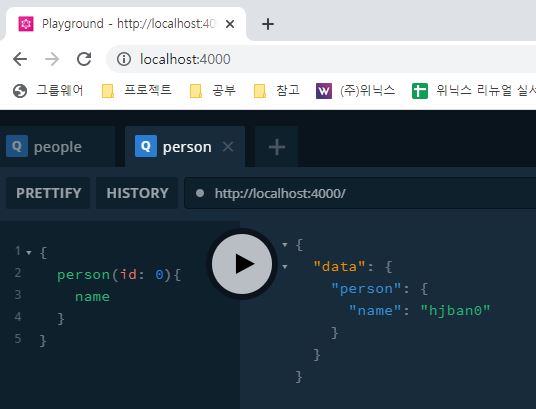 Playground - http://localhost:40
localhost:4000
그룹웨어 프로젝트 공부 참고 (주)위닉스 위닉스 리뉴얼 실서
Q people Q person
PRETTIFY HISTORY http://localhost:4000/
1 {
2 person(id: 0){
3 name
4 }
5 }
{
"data": {
"person": {
"name": "hjban0"
}
}
}